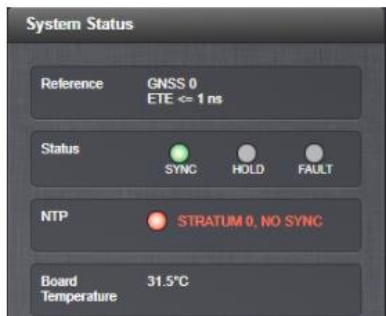 System Status
Reference GNSS 0
ETE <= 1 ns
Status
SYNC HOLD FAULT
NTP STRATUM 0, NO SYNC
Board 31.5°C
Temperature